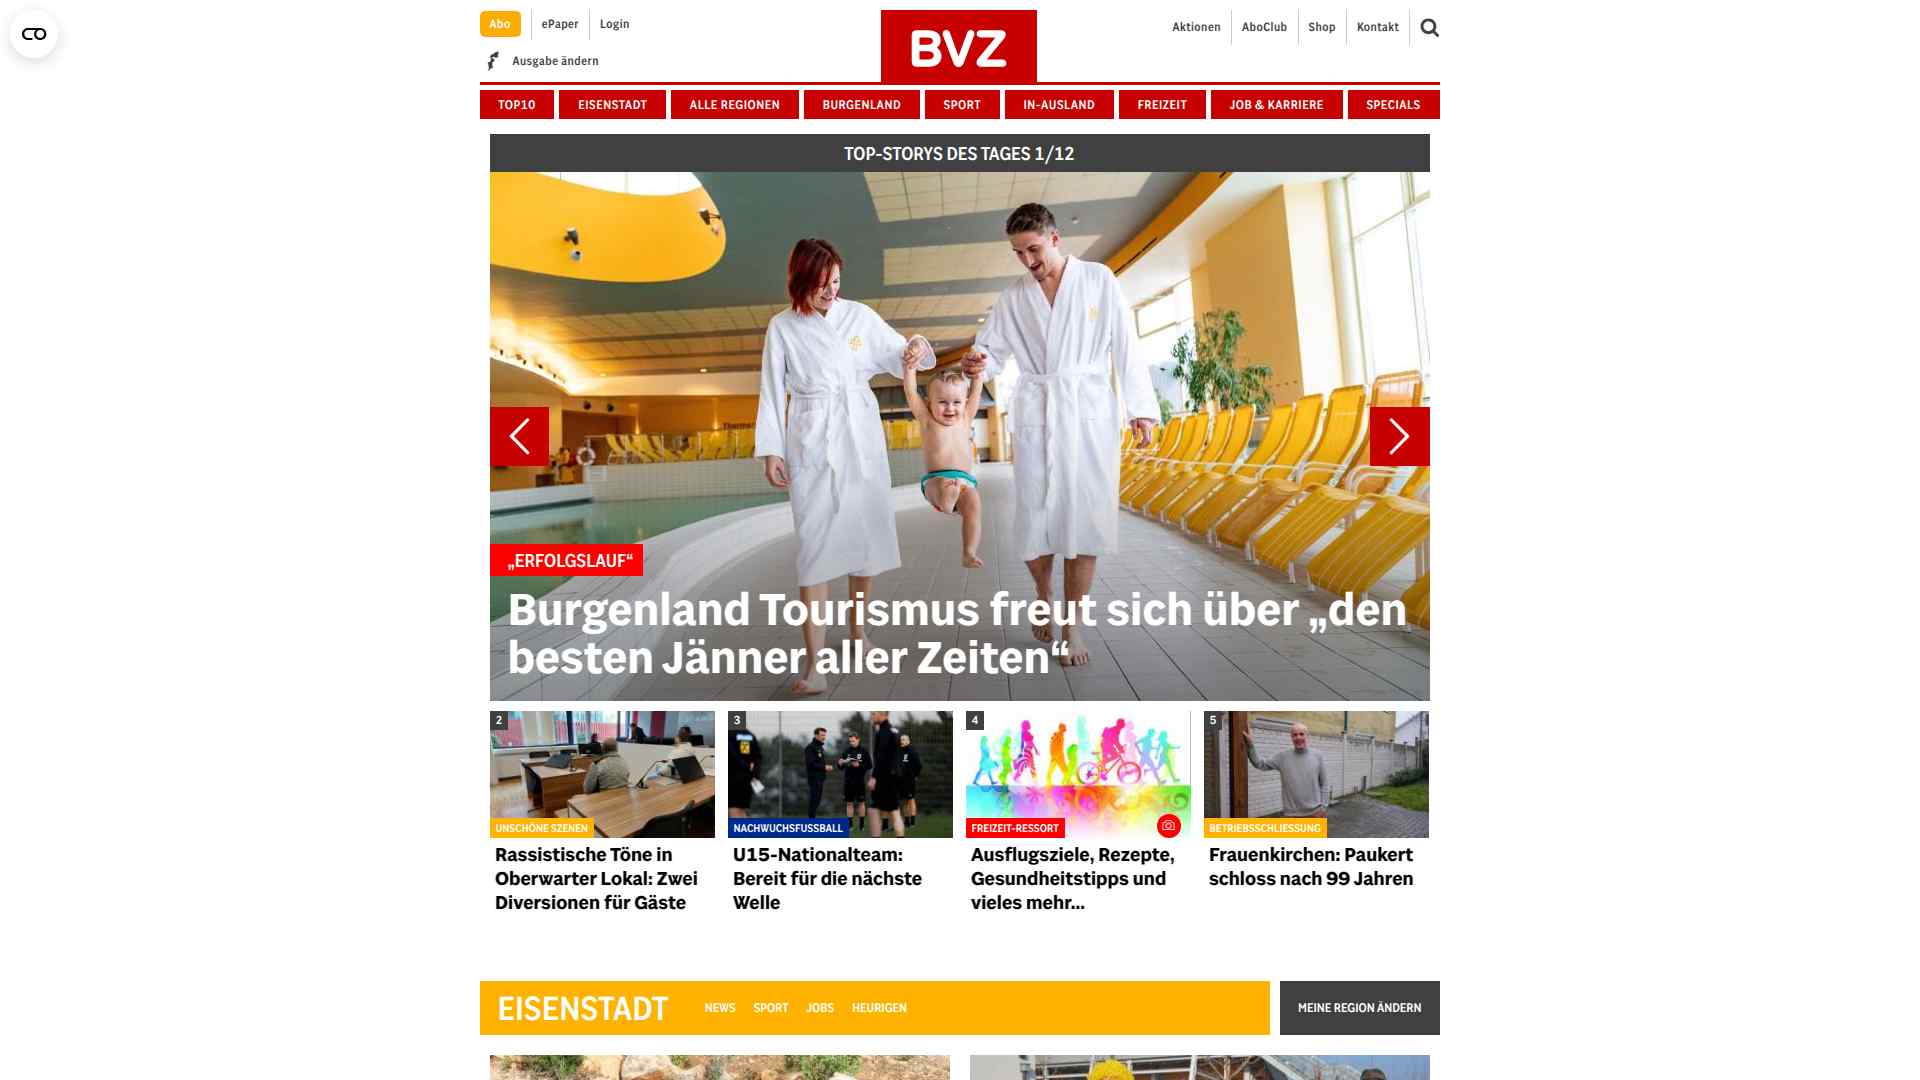 Abo
ePaper
Login
Aktionen
AboClub
Shop
Kontakt
Ausgabe ändern
BVZ
TOP10
EISENSTADT
ALLE REGIONEN
BURGENLAND
SPORT
IN-AUSLAND
FREIZEIT
JOB & KARRIERE
SPECIALS
TOP-STORYS DES TAGES 1/12
„ERFOLGSLAUF“
Burgenland Tourismus freut sich über „den
besten Jänner aller Zeiten“
2
UNSCHÖNE SZENEN
Rassistische Töne in
Oberwarter Lokal: Zwei
Diversionen für Gäste
3
NACHWUCHSFUSSBALL
U15-Nationalteam:
Bereit für die nächste
Welle
4
FREIZEIT-RESSORT
Ausflugsziele, Rezepte,
Gesundheitstipps und
vieles mehr...
5
BETRIEBSSCHLIESSUNG
Frauenkirchen: Paukert
schloss nach 99 Jahren
EISENSTADT
NEWS
SPORT
JOBS
HEURIGEN
MEINE REGION ÄNDERN